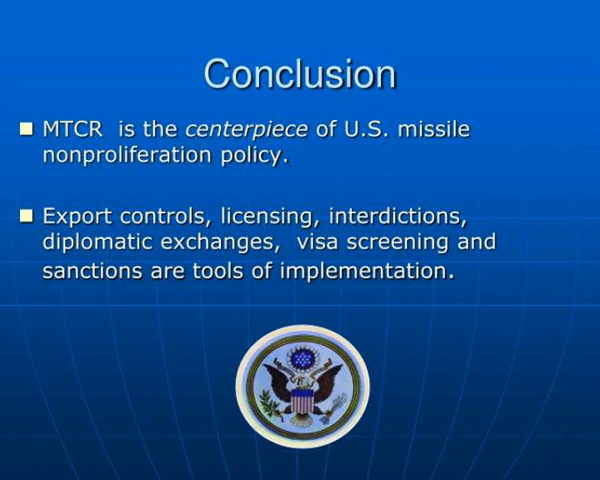 Conclusion
MTCR  is the centerpiece of U.S. missile
nonproliferation policy.
Export controls, licensing, interdictions,
diplomatic exchanges,  visa screening and
sanctions are tools of implementation.